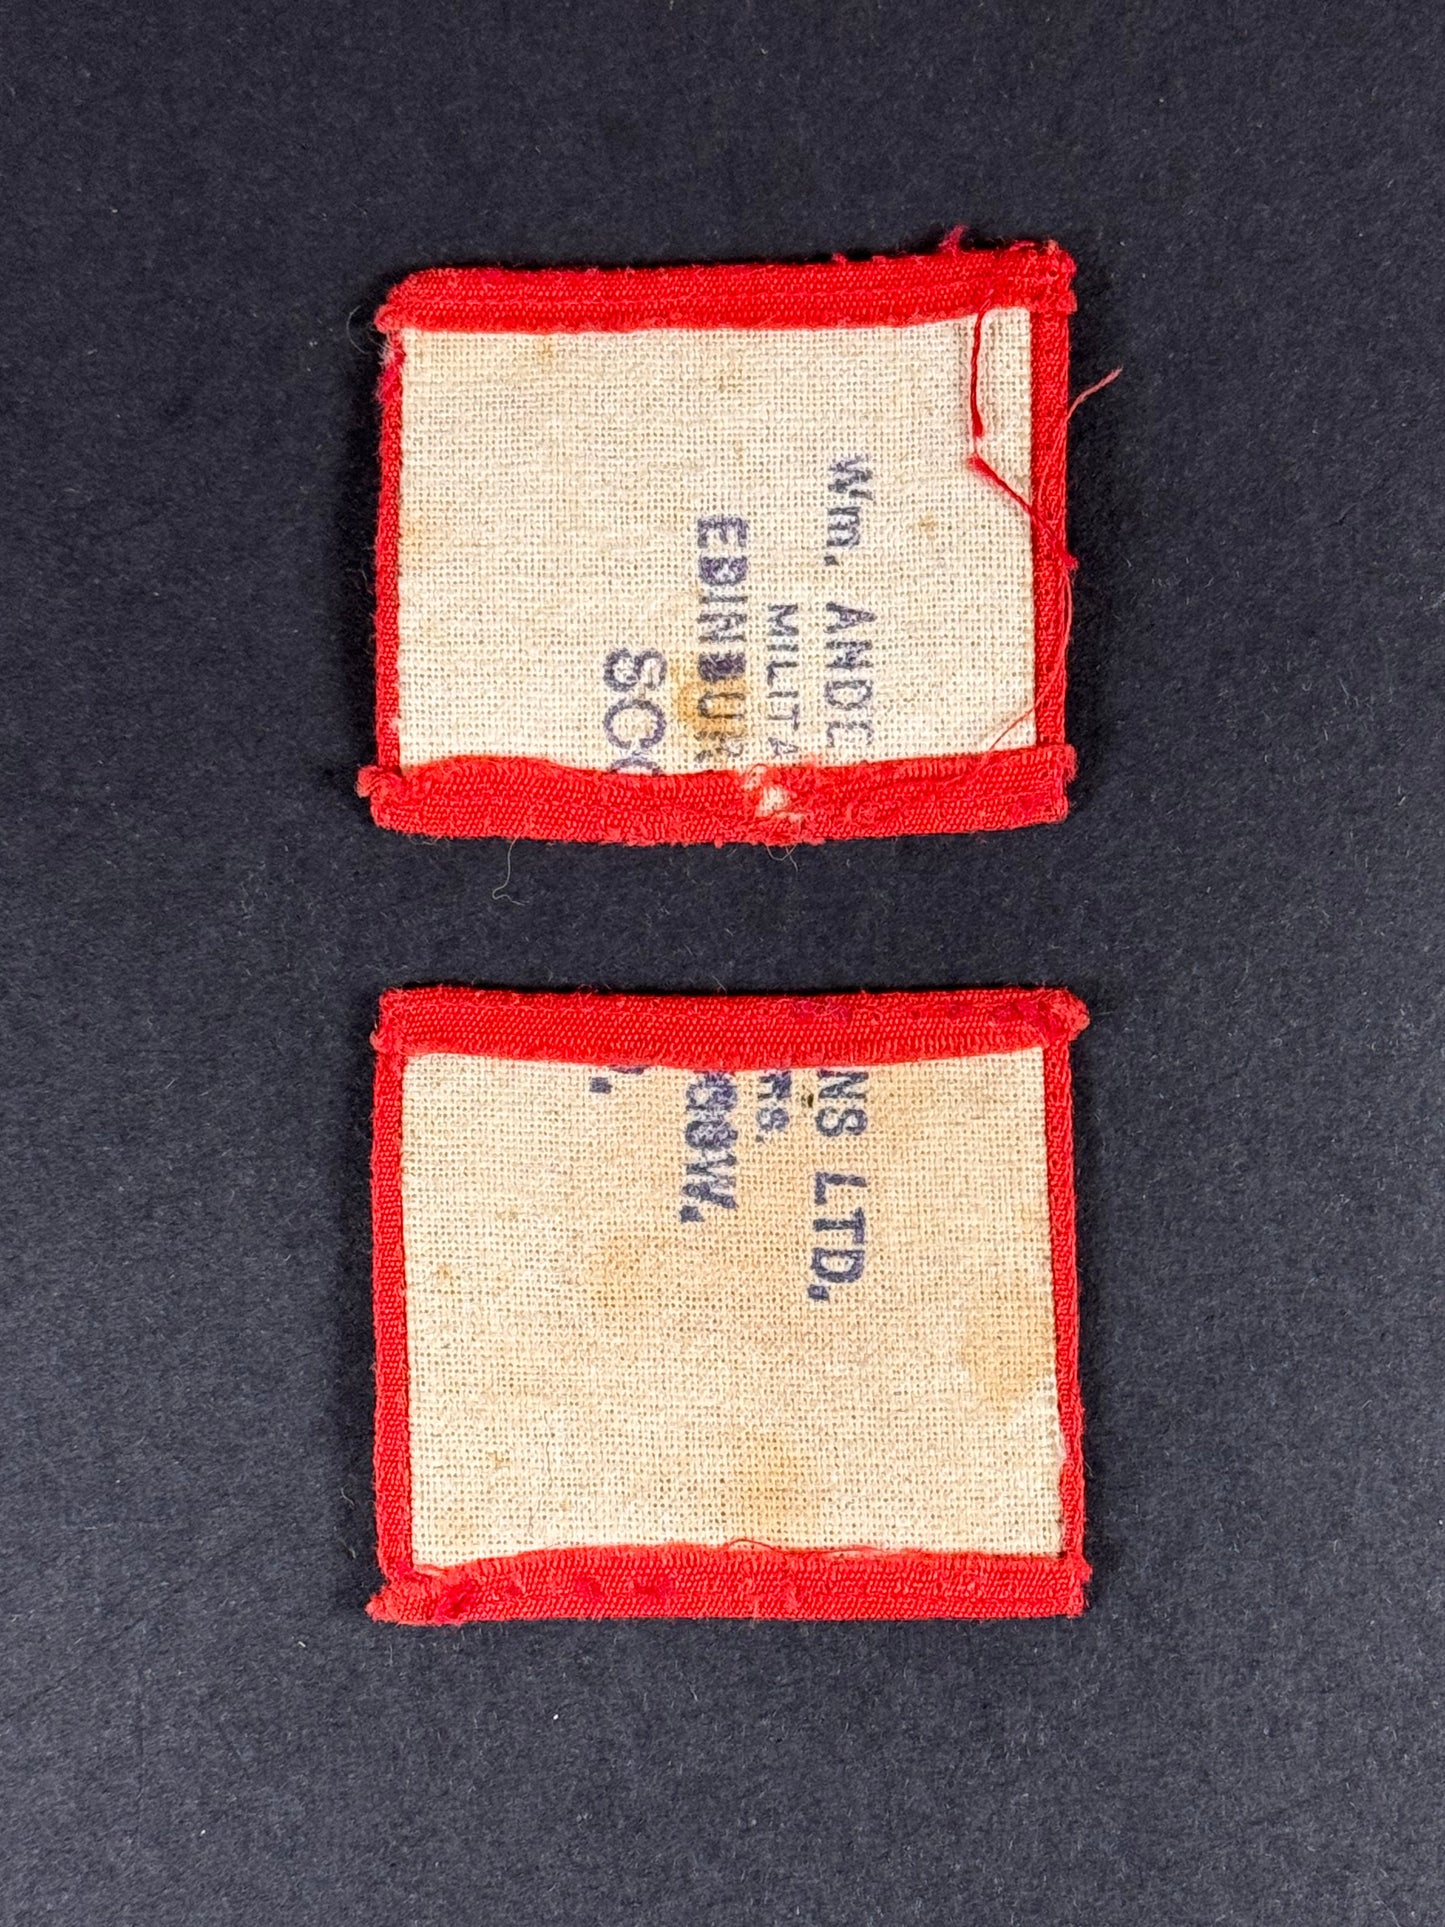 Wm. ANDE
MILITA
EDINBUR
SCO
NS LTD.
RS.
GOW.